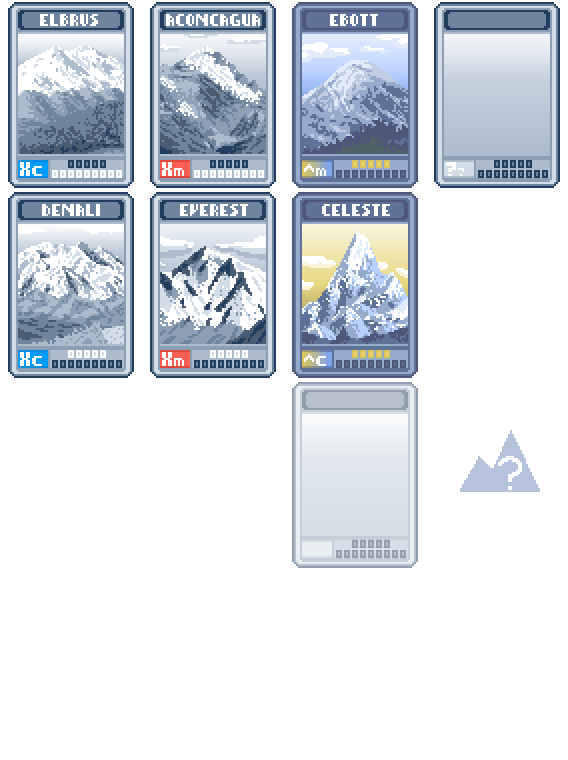 ELBRUS
ACONCAGUA
EBOTT
Xc
Xm
^m
??
DENALI
EVEREST
CELESTE
Xc
Xm
^c
?